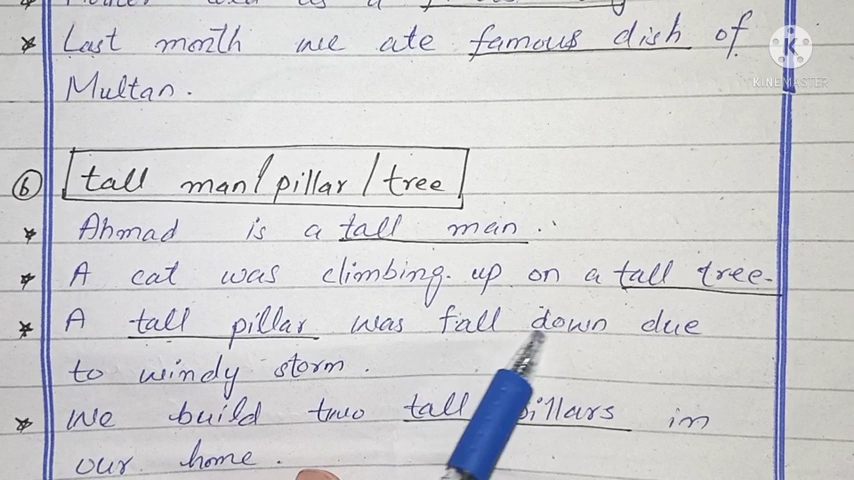 * Last month we ate famous dish of
Multan.
⑥ tall man / pillar / tree
* Ahmad is a tall man.
* A cat was climbing up on a tall tree.
* A tall pillar was fall down due
to windy storm.
* We build two tall pillars in
our home.
K
KINEMASTER